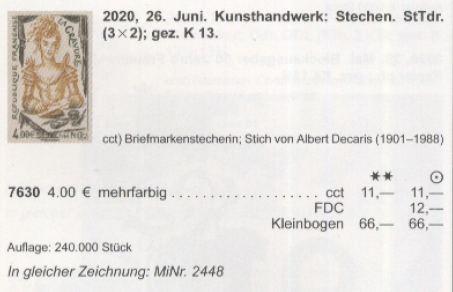 2020, 26. Juni. Kunsthandwerk: Stechen. StTdr.
(3×2); gez. K 13.
LA GRAVURE
REPUBLIQUE FRANÇAISE
4.00€
cct) Briefmarkenstecherin; Stich von Albert Decaris (1901–1988)
✶✶ ⊙
7630 4.00 € mehrfarbig . . . . . . . . . . . . . . . . . cct 11,— 11,—
FDC 12,—
Kleinbogen 66,— 66,—
Auflage: 240.000 Stück
In gleicher Zeichnung: MiNr. 2448